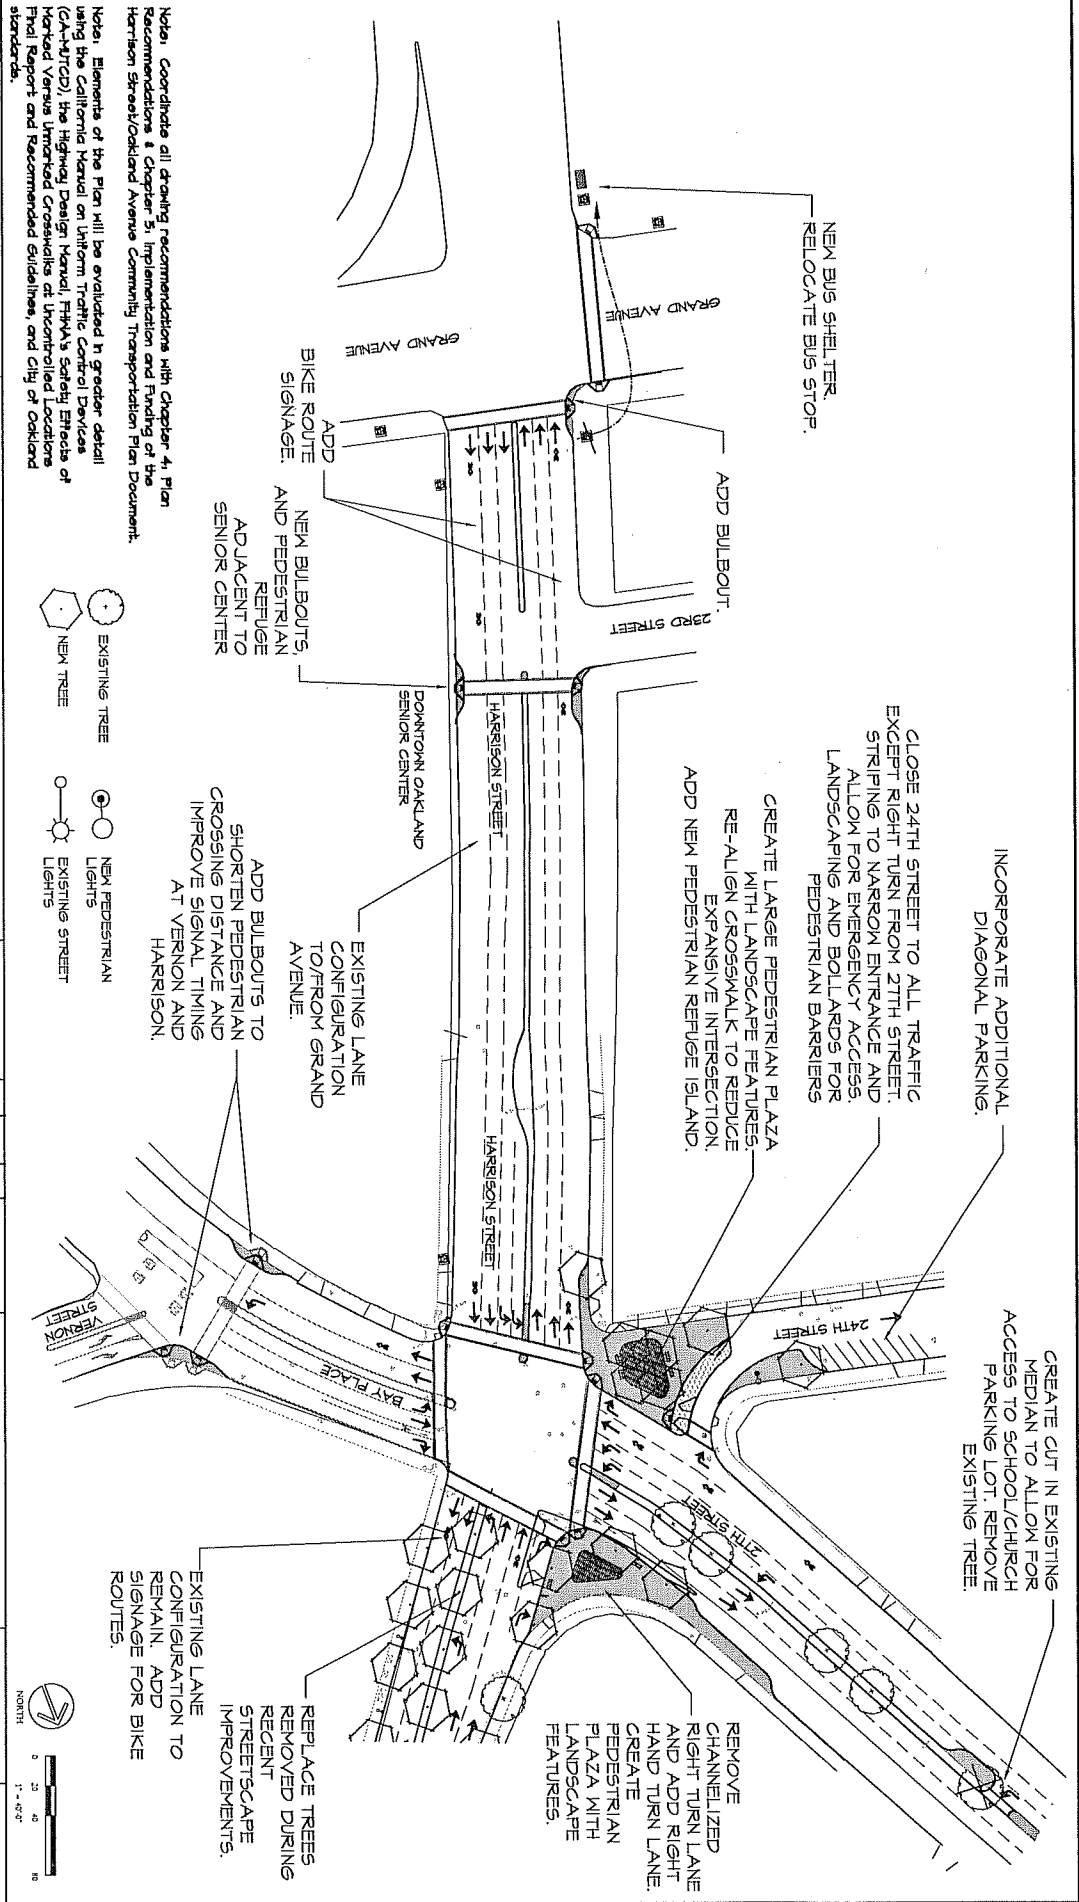 NEW BUS SHELTER.
RELOCATE BUS STOP.
ADD BULBOUT.
INCORPORATE ADDITIONAL
DIAGONAL PARKING.
CLOSE 24TH STREET TO ALL TRAFFIC
EXCEPT RIGHT TURN FROM 27TH STREET.
STRIPING TO NARROW ENTRANCE AND
ALLOW FOR EMERGENCY ACCESS.
LANDSCAPING AND BOLLARDS FOR
PEDESTRIAN BARRIERS
CREATE LARGE PEDESTRIAN PLAZA
WITH LANDSCAPE FEATURES.
RE-ALIGN CROSSWALK TO REDUCE
EXPANSIVE INTERSECTION.
ADD NEW PEDESTRIAN REFUGE ISLAND.
CREATE CUT IN EXISTING
MEDIAN TO ALLOW FOR
ACCESS TO SCHOOL/CHURCH
PARKING LOT. REMOVE
EXISTING TREE.
GRAND AVENUE
GRAND AVENUE
23RD STREET
24TH STREET
27TH STREET
HARRISON STREET
HARRISON STREET
DOWNTOWN OAKLAND
SENIOR CENTER
BAY PLACE
VERNON
STREET
ADD
BIKE ROUTE
SIGNAGE.
NEW BULBOUTS,
AND PEDESTRIAN
REFUGE
ADJACENT TO
SENIOR CENTER
EXISTING LANE
CONFIGURATION
TO/FROM GRAND
AVENUE.
ADD BULBOUTS TO
SHORTEN PEDESTRIAN
CROSSING DISTANCE AND
IMPROVE SIGNAL TIMING
AT VERNON AND
HARRISON.
REMOVE
CHANNELIZED
RIGHT TURN LANE
AND ADD RIGHT
HAND TURN LANE.
CREATE
PEDESTRIAN
PLAZA WITH
LANDSCAPE
FEATURES.
REPLACE TREES
REMOVED DURING
RECENT
STREETSCAPE
IMPROVEMENTS.
EXISTING LANE
CONFIGURATION TO
REMAIN. ADD
SIGNAGE FOR BIKE
ROUTES.
Note: Coordinate all drawing recommendations with Chapter 4, Plan
Recommendations & Chapter 5, Implementation and Funding of the
Harrison Street/Oakland Avenue Community Transportation Plan Document.
Note: Elements of the Plan will be evaluated in greater detail
using the California Manual on Uniform Traffic Control Devices
(CA-MUTCD), the Highway Design Manual, FHWA's Safety Effects of
Marked Versus Unmarked Crosswalks at Uncontrolled Locations
Final Report and Recommended Guidelines, and City of Oakland
standards.
EXISTING TREE
NEW TREE
NEW PEDESTRIAN
LIGHTS
EXISTING STREET
LIGHTS
NORTH
0 20 40 80
1" = 40'-0"